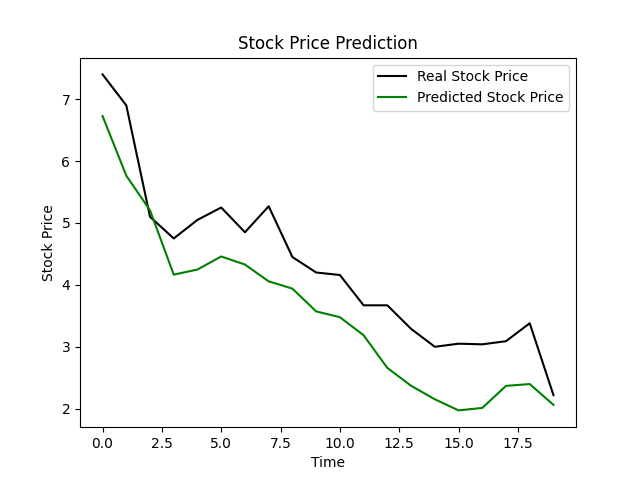 Stock Price Prediction
Real Stock Price
Predicted Stock Price
Stock Price
7
6
5
4
3
2
0.0 2.5 5.0 7.5 10.0 12.5 15.0 17.5
Time